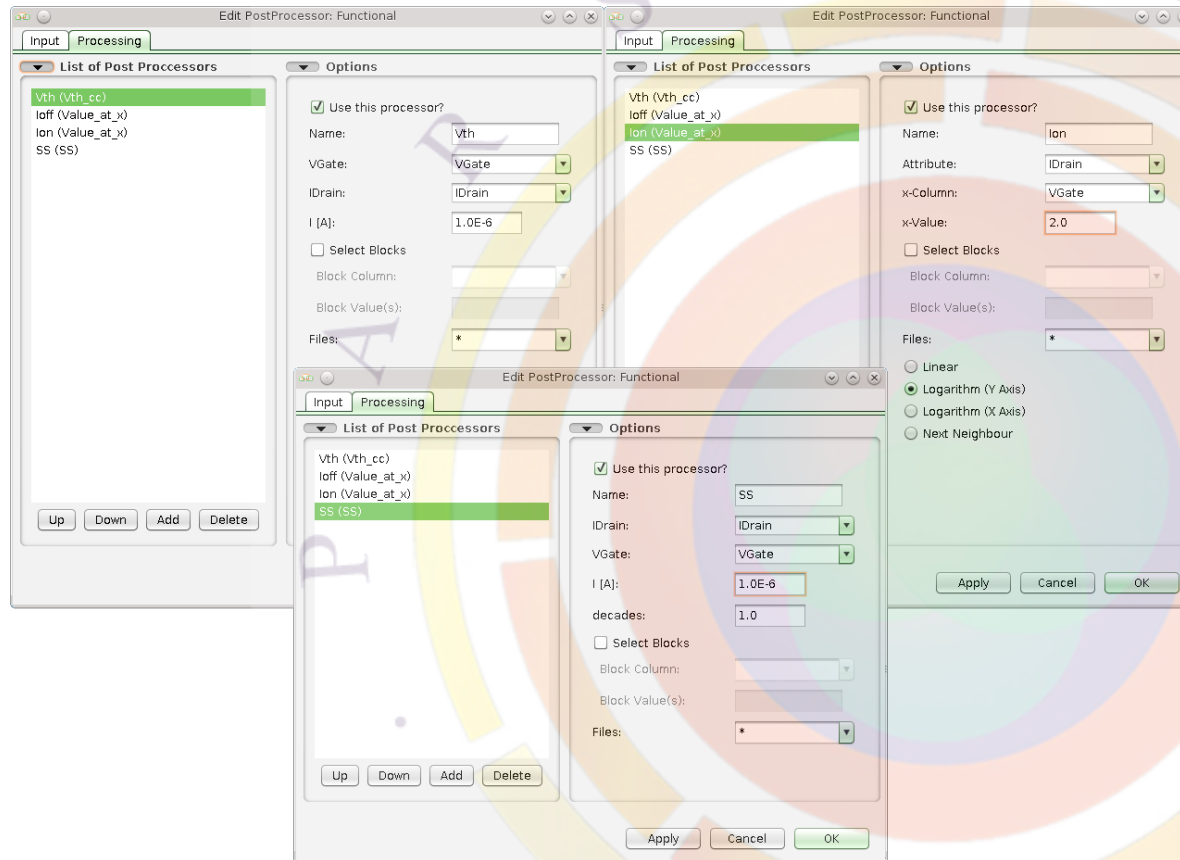 Edit PostProcessor: Functional
Input Processing
List of Post Proccessors
Vth (Vth_cc)
Ioff (Value_at_x)
Ion (Value_at_x)
SS (SS)
Up Down Add Delete
Options
Use this processor?
Name: Vth
VGate: VGate
IDrain: IDrain
I [A]: 1.0E-6
Select Blocks
Block Column:
Block Value(s):
Files: *
Edit PostProcessor: Functional
Input Processing
List of Post Proccessors
Vth (Vth_cc)
Ioff (Value_at_x)
Ion (Value_at_x)
SS (SS)
Options
Use this processor?
Name: Ion
Attribute: IDrain
x-Column: VGate
x-Value: 2.0
Select Blocks
Block Column:
Block Value(s):
Files: *
Linear
Logarithm (Y Axis)
Logarithm (X Axis)
Next Neighbour
Apply Cancel OK
Edit PostProcessor: Functional
Input Processing
List of Post Proccessors
Vth (Vth_cc)
Ioff (Value_at_x)
Ion (Value_at_x)
SS (SS)
Up Down Add Delete
Options
Use this processor?
Name: SS
IDrain: IDrain
VGate: VGate
I [A]: 1.0E-6
decades: 1.0
Select Blocks
Block Column:
Block Value(s):
Files: *
Apply Cancel OK
· P A R